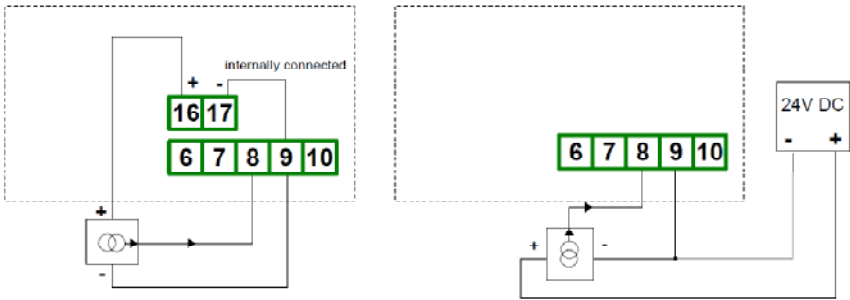 internally connected
+ -
16 17
6 7 8 9 10
+
-
6 7 8 9 10
24V DC
- +
+ -